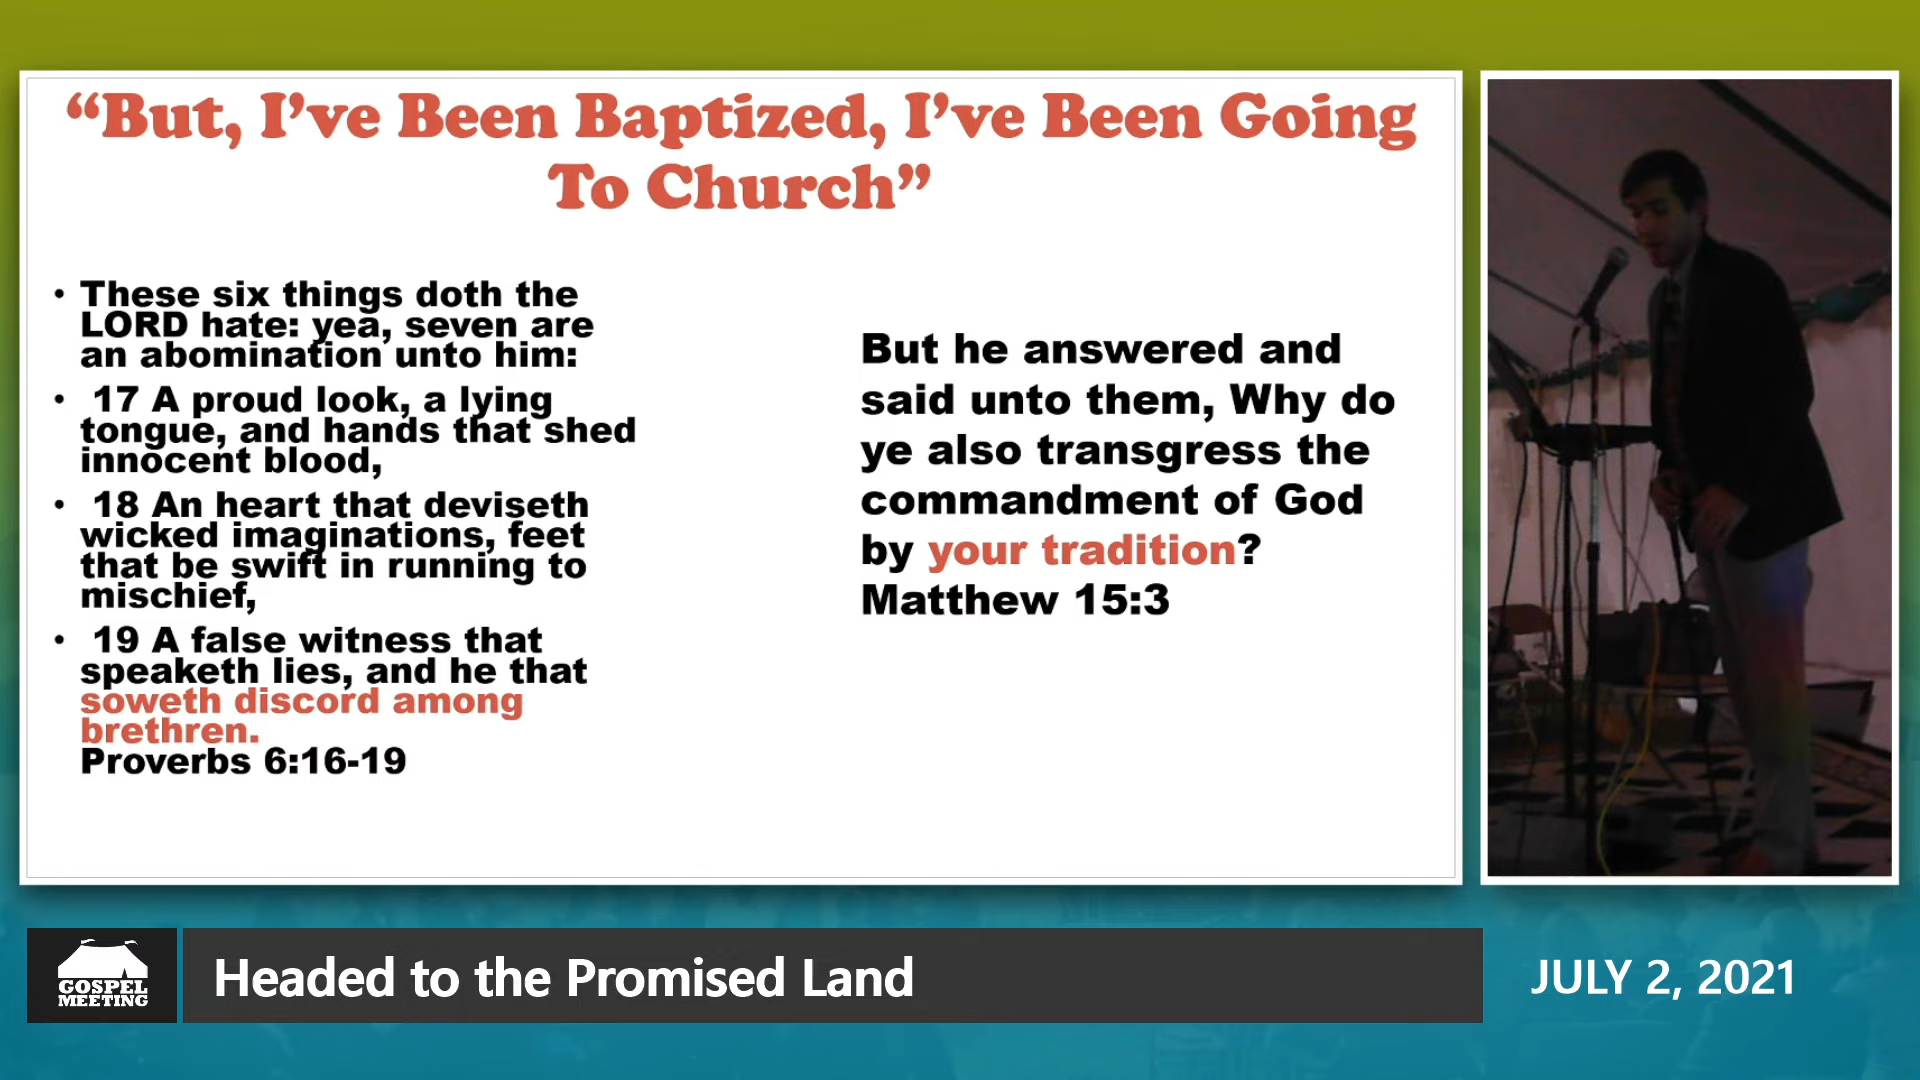 “But, I’ve Been Baptized, I’ve Been Going
To Church”
• These six things doth the
LORD hate: yea, seven are
an abomination unto him:
• 17 A proud look, a lying
tongue, and hands that shed
innocent blood,
• 18 An heart that deviseth
wicked imaginations, feet
that be swift in running to
mischief,
• 19 A false witness that
speaketh lies, and he that
soweth discord among
brethren.
Proverbs 6:16-19
But he answered and
said unto them, Why do
ye also transgress the
commandment of God
by your tradition?
Matthew 15:3
GOSPEL
MEETING
Headed to the Promised Land
JULY 2, 2021